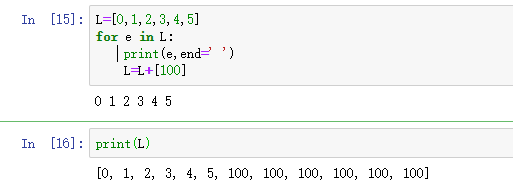 In [15]: L=[0,1,2,3,4,5]
for e in L:
    print(e,end=' ')
    L=L+[100]
0 1 2 3 4 5
In [16]: print(L)
[0, 1, 2, 3, 4, 5, 100, 100, 100, 100, 100, 100]